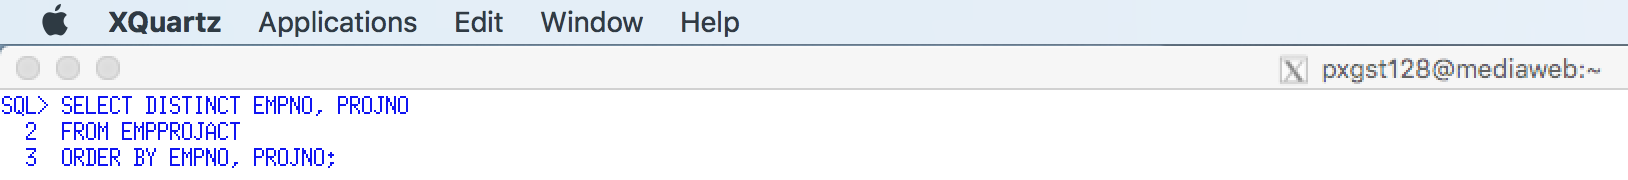 XQuartz Applications Edit Window Help
X pxgst128@mediaweb:~
SQL> SELECT DISTINCT EMPNO, PROJNO
2 FROM EMPPROJACT
3 ORDER BY EMPNO, PROJNO;